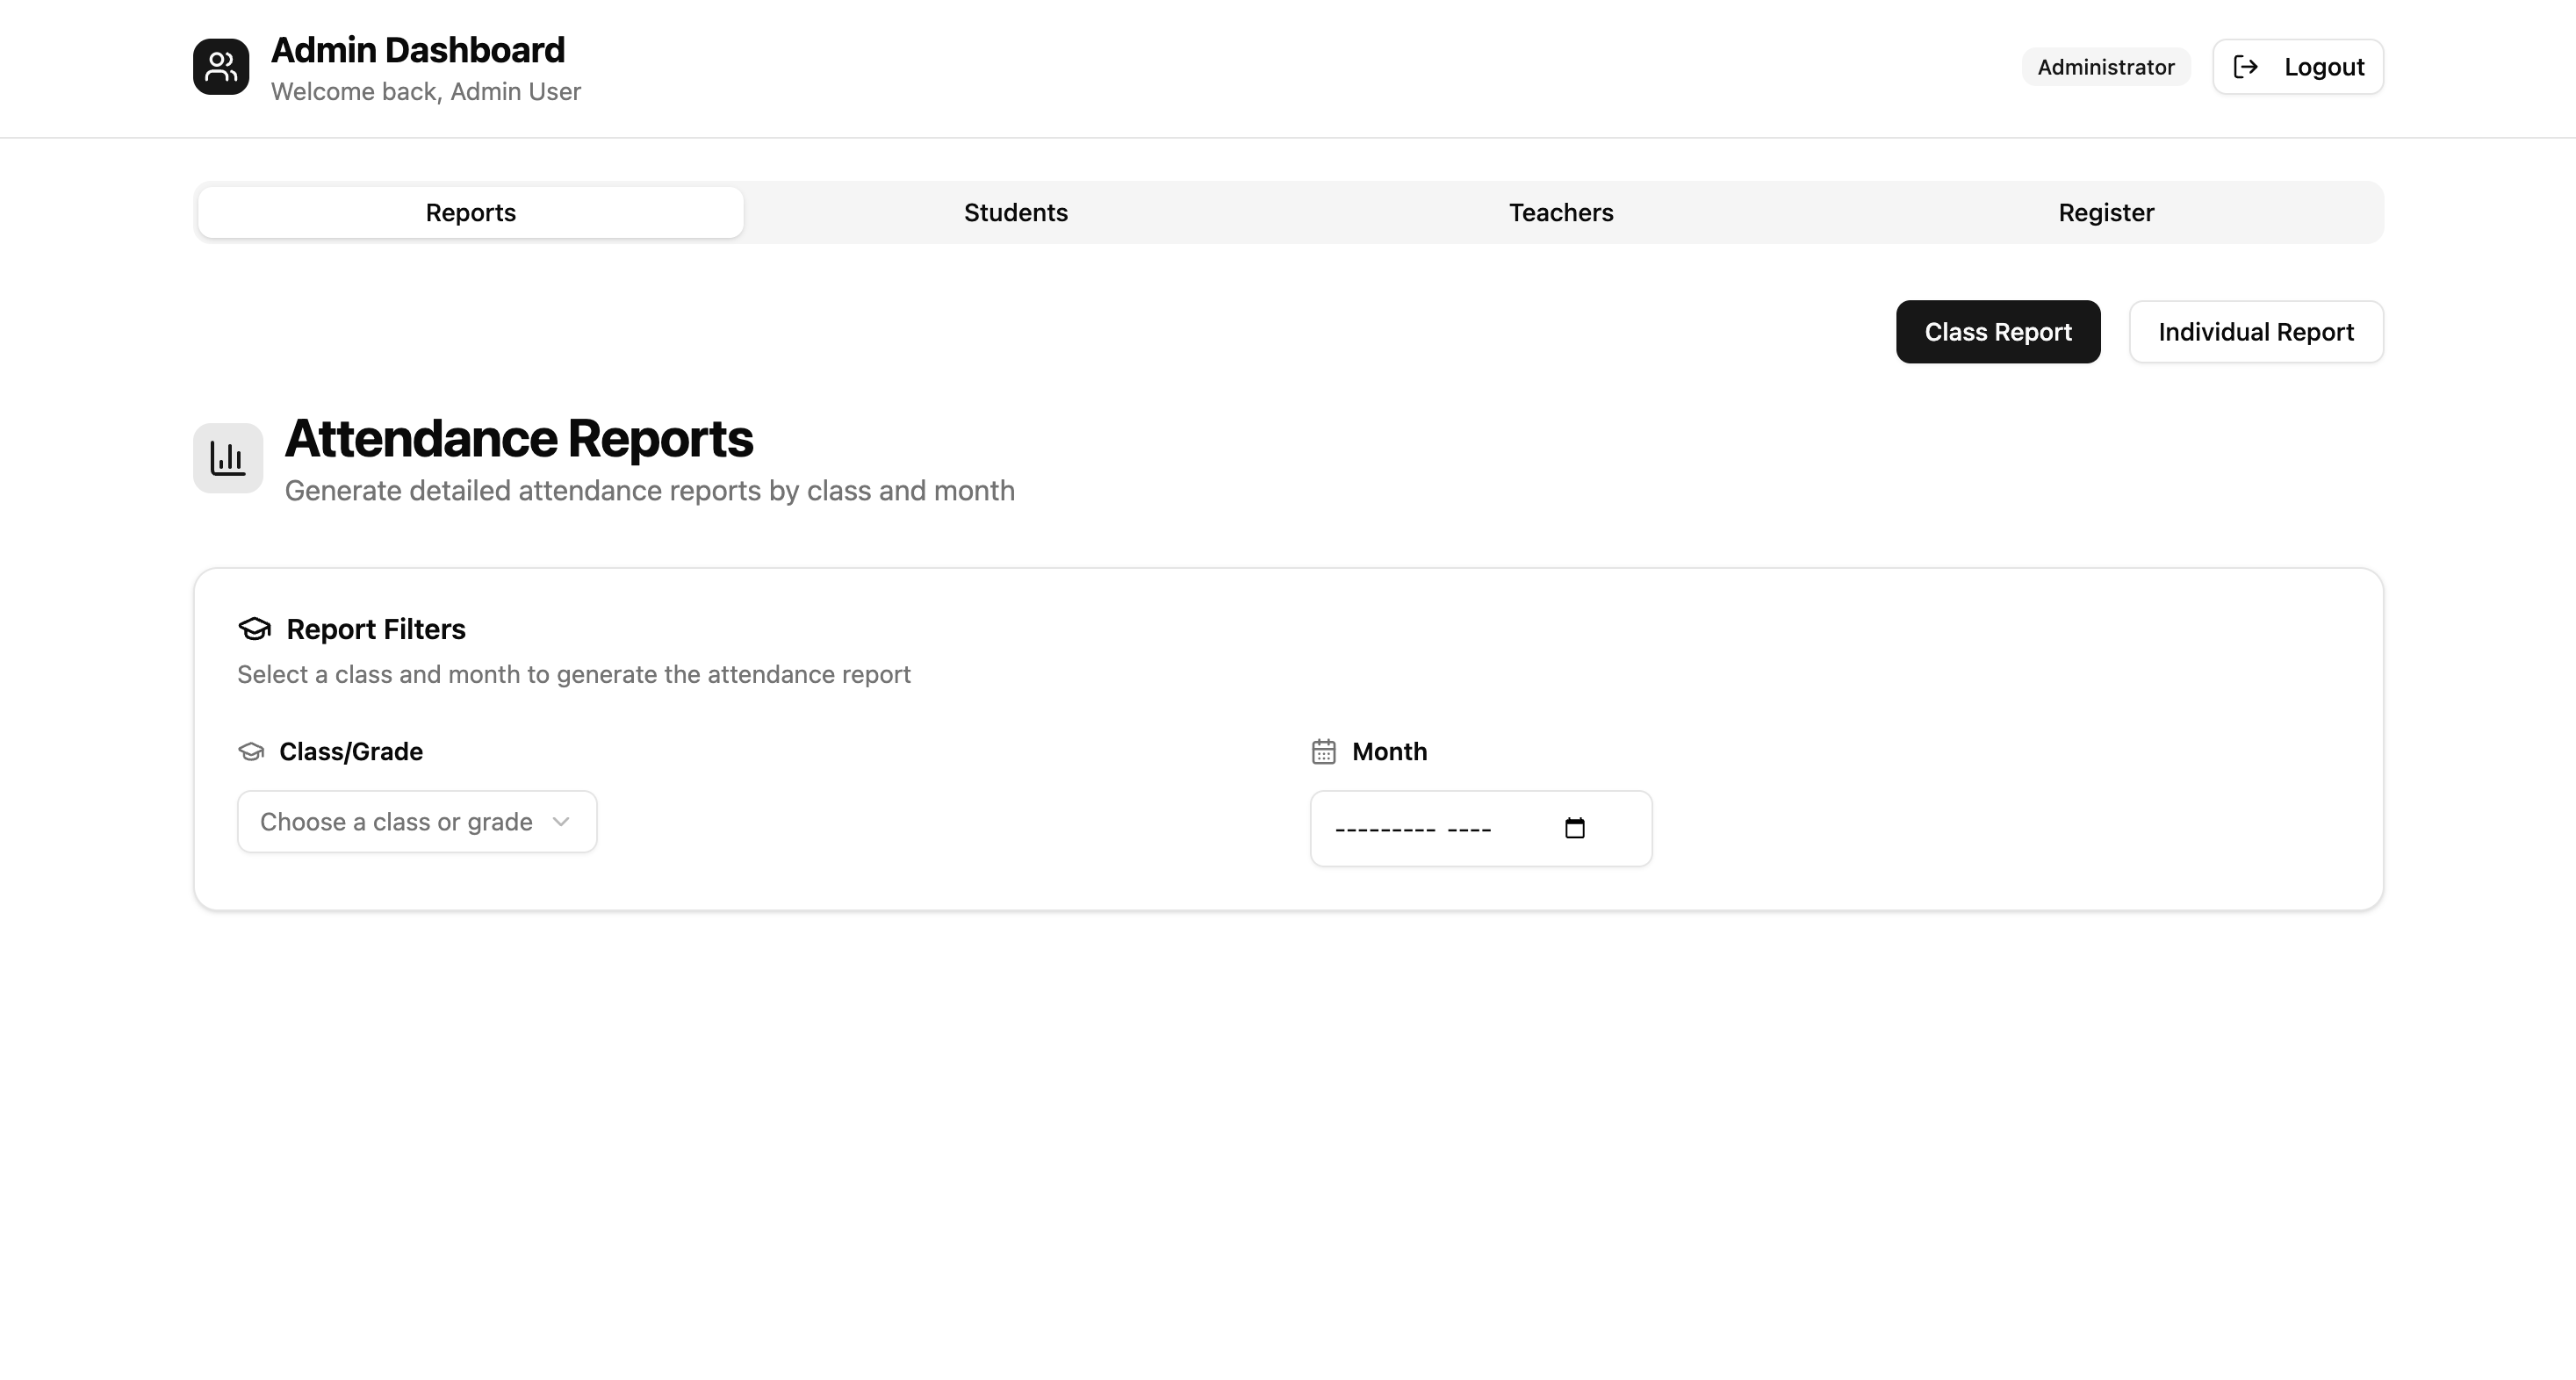 Admin Dashboard
Welcome back, Admin User
Administrator
Logout
Reports
Students
Teachers
Register
Class Report
Individual Report
Attendance Reports
Generate detailed attendance reports by class and month
Report Filters
Select a class and month to generate the attendance report
Class/Grade
Choose a class or grade
Month
--------- ----